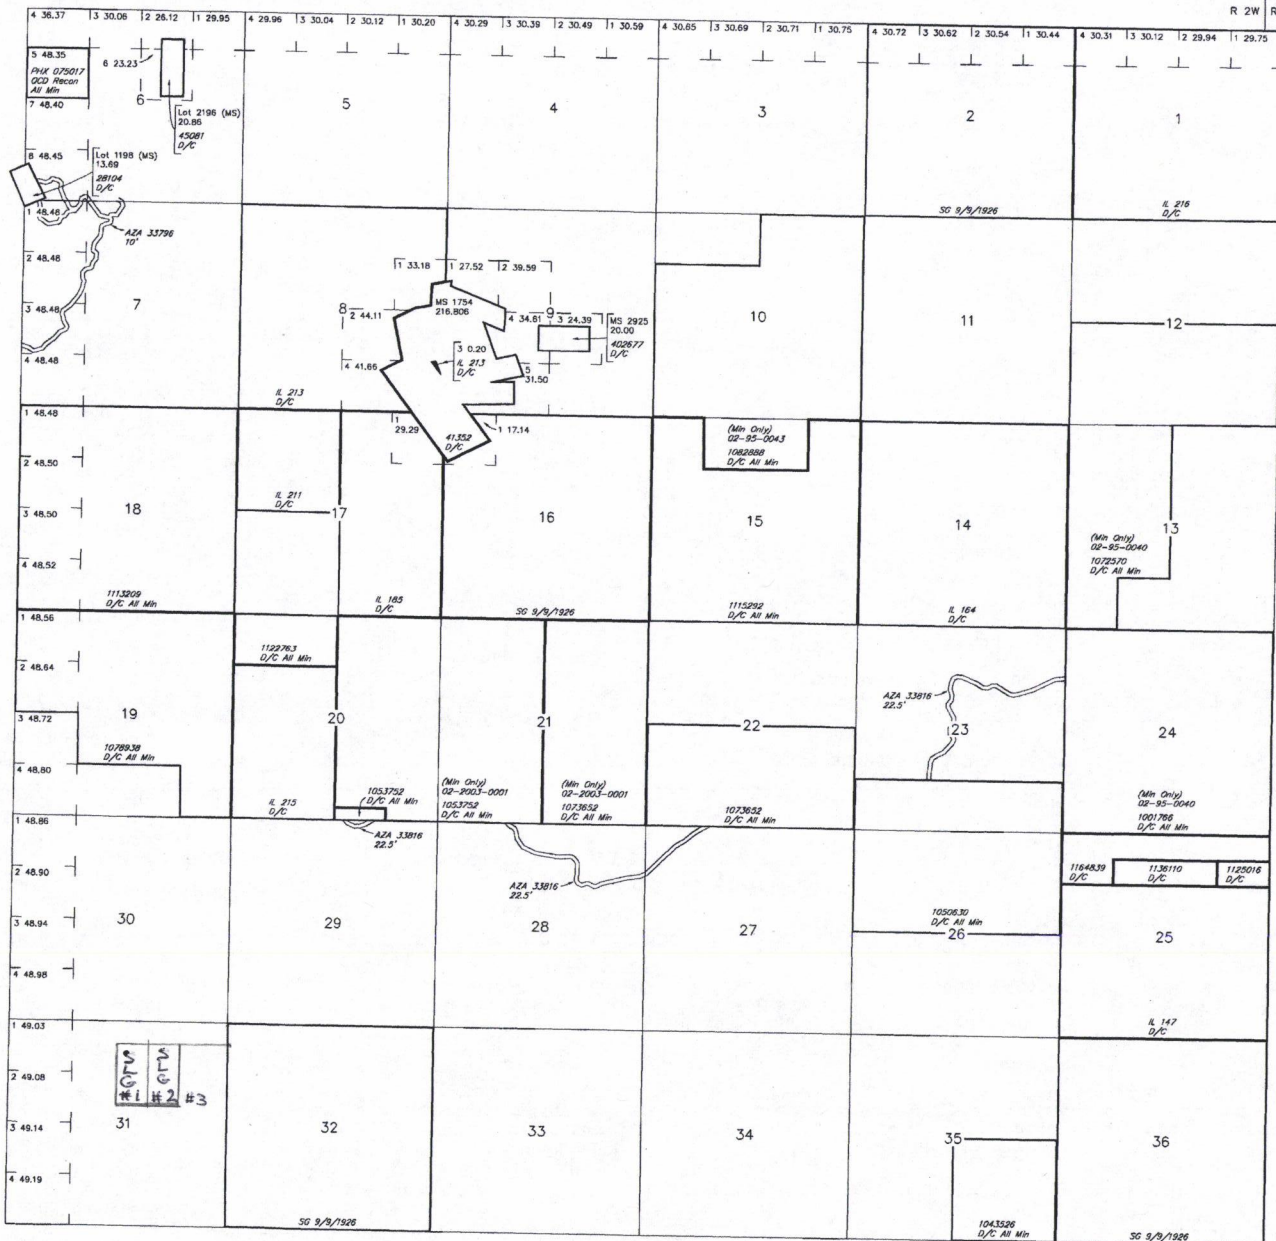 R 2W R
4 36.37 3 30.06 2 26.12 1 29.95 4 29.96 3 30.04 2 30.12 1 30.20 4 30.29 3 30.39 2 30.49 1 30.59 4 30.65 3 30.69 2 30.71 1 30.75 4 30.72 3 30.62 2 30.54 1 30.44 4 30.31 3 30.12 2 29.94 1 29.75
5 48.35
PHX 075017
OCD Recon
All Min
7 48.40
6 23.23
6
5
4
3
2
1
Lot 2196 (MS)
20.86
45081
D/C
6 48.45
Lot 1198 (MS)
13.69
28104
D/C
SG 9/9/1926
IL 216
D/C
1 48.48
AZA 33796
10'
2 48.48
3 48.48
4 48.48
7
8
1 33.18
1 27.52
2 39.59
MS 1754
216.806
2 44.11
4 34.61
9
3 24.39
MS 2925
20.00
402677
D/C
3 0.20
IL 213
D/C
4 41.66
5
31.50
10
11
12
IL 213
D/C
1 48.48
1
29.29
41352
D/C
1 17.14
(Min Only)
02-95-0043
1082888
D/C All Min
2 48.50
3 48.50
4 48.52
18
IL 211
D/C
17
16
15
14
13
(Min Only)
02-95-0040
1072570
D/C All Min
1113209
D/C All Min
IL 185
D/C
SG 9/9/1926
1115292
D/C All Min
IL 164
D/C
1 48.56
1122763
D/C All Min
2 48.64
3 48.72
4 48.80
19
20
21
22
23
24
AZA 33816
22.5'
1078938
D/C All Min
IL 215
D/C
1053752
D/C All Min
(Min Only)
02-2003-0001
1053752
D/C All Min
(Min Only)
02-2003-0001
1073652
D/C All Min
1073652
D/C All Min
(Min Only)
02-95-0040
1001766
D/C All Min
1 48.86
AZA 33816
22.5'
AZA 33816
22.5'
1164839
D/C
1136110
D/C
1125016
D/C
2 48.90
3 48.94
4 48.98
30
29
28
27
1050630
D/C All Min
26
25
IL 147
D/C
1 49.03
2 49.08
#1 #2 #3
3 49.14
4 49.19
31
32
33
34
35
36
SG 9/9/1926
1043526
D/C All Min
SG 9/9/1926